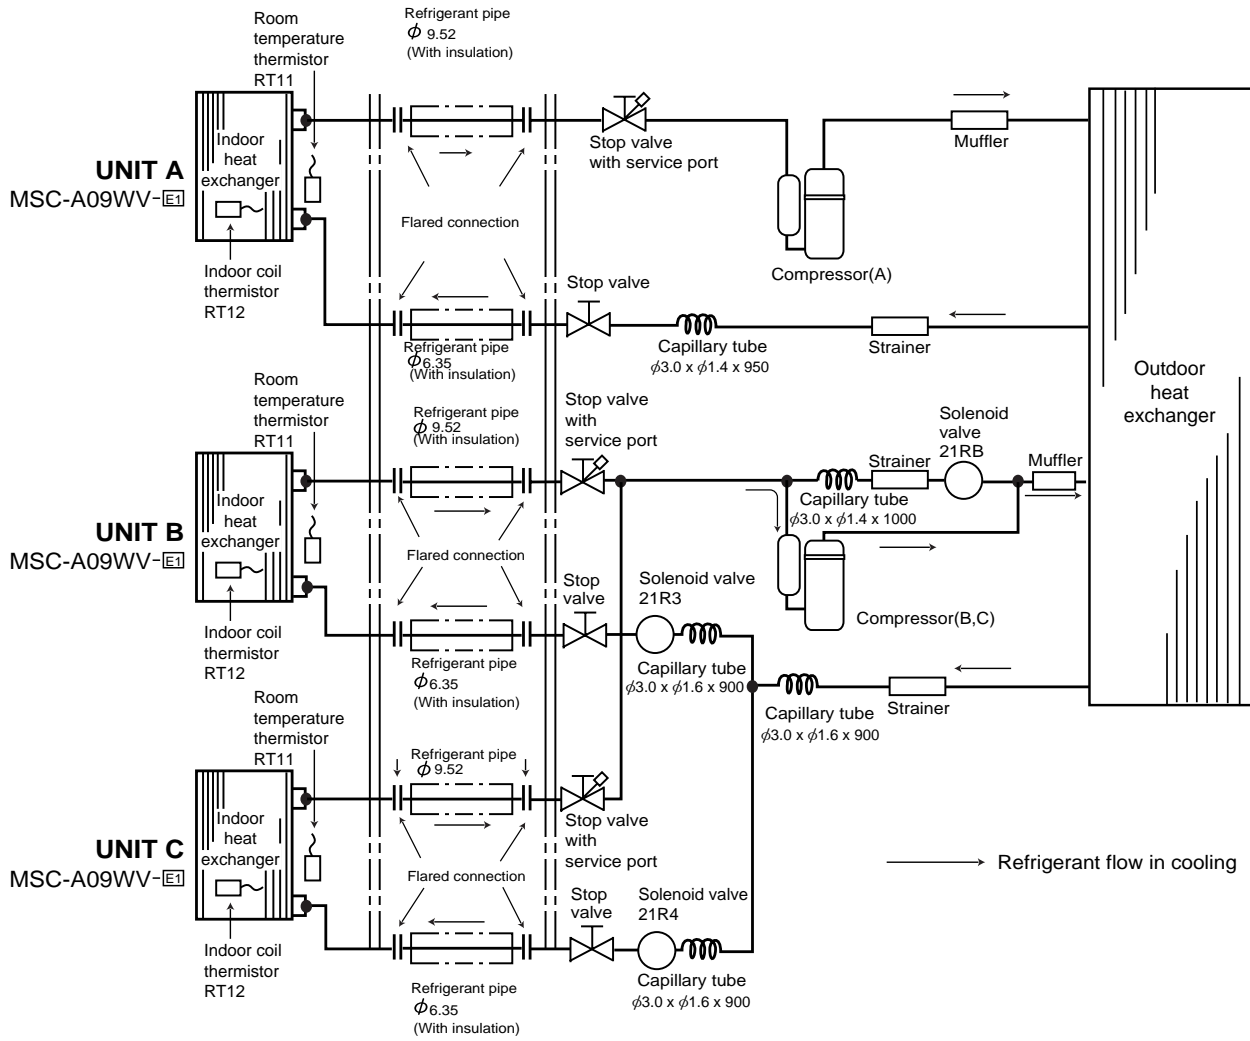 Room
temperature
thermistor
RT11
Refrigerant pipe
ϕ 9.52
(With insulation)
Indoor
heat
exchanger
UNIT A
MSC-A09WV-E1
Indoor coil
thermistor
RT12
Flared connection
Stop valve
with service port
Muffler
Compressor(A)
Stop valve
Refrigerant pipe
ϕ6.35
(With insulation)
Capillary tube
ϕ3.0 x ϕ1.4 x 950
Strainer
Outdoor
heat
exchanger
Room
temperature
thermistor
RT11
Refrigerant pipe
ϕ 9.52
(With insulation)
Stop valve
with
service port
Indoor
heat
exchanger
UNIT B
MSC-A09WV-E1
Indoor coil
thermistor
RT12
Flared connection
Strainer
Solenoid
valve
21RB
Muffler
Capillary tube
ϕ3.0 x ϕ1.4 x 1000
Compressor(B,C)
Stop
valve
Solenoid valve
21R3
Refrigerant pipe
ϕ6.35
(With insulation)
Capillary tube
ϕ3.0 x ϕ1.6 x 900
Capillary tube
ϕ3.0 x ϕ1.6 x 900
Strainer
Room
temperature
thermistor
RT11
Refrigerant pipe
ϕ 9.52
Stop valve
with
service port
Indoor
heat
exchanger
UNIT C
MSC-A09WV-E1
Indoor coil
thermistor
RT12
Flared connection
Stop
valve
Solenoid valve
21R4
Refrigerant pipe
ϕ6.35
(With insulation)
Capillary tube
ϕ3.0 x ϕ1.6 x 900
Refrigerant flow in cooling